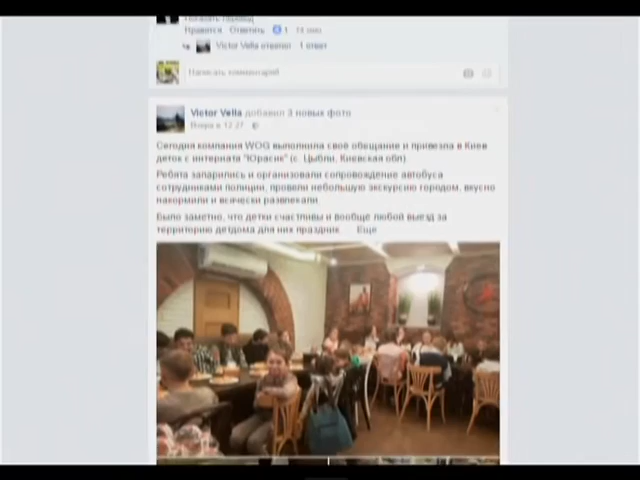 Показать перевод
Нравится Ответить 1 14 мин
Victor Vella ответил 1 ответ
Написать комментарий
Victor Vella добавил 3 новых фото
Вчера в 12:27
Сегодня компания WOG выполнила своё обещание и привезла в Киев
деток с интерната "Юрасик" (с. Цыбли, Киевская обл).
Ребята запарились и организовали сопровождение автобуса
сотрудниками полиции, провели небольшую экскурсию городом, вкусно
накормили и всячески развлекали.
Было заметно, что детки счастливы и вообще любой выезд за
территорию детдома для них праздник. Еще